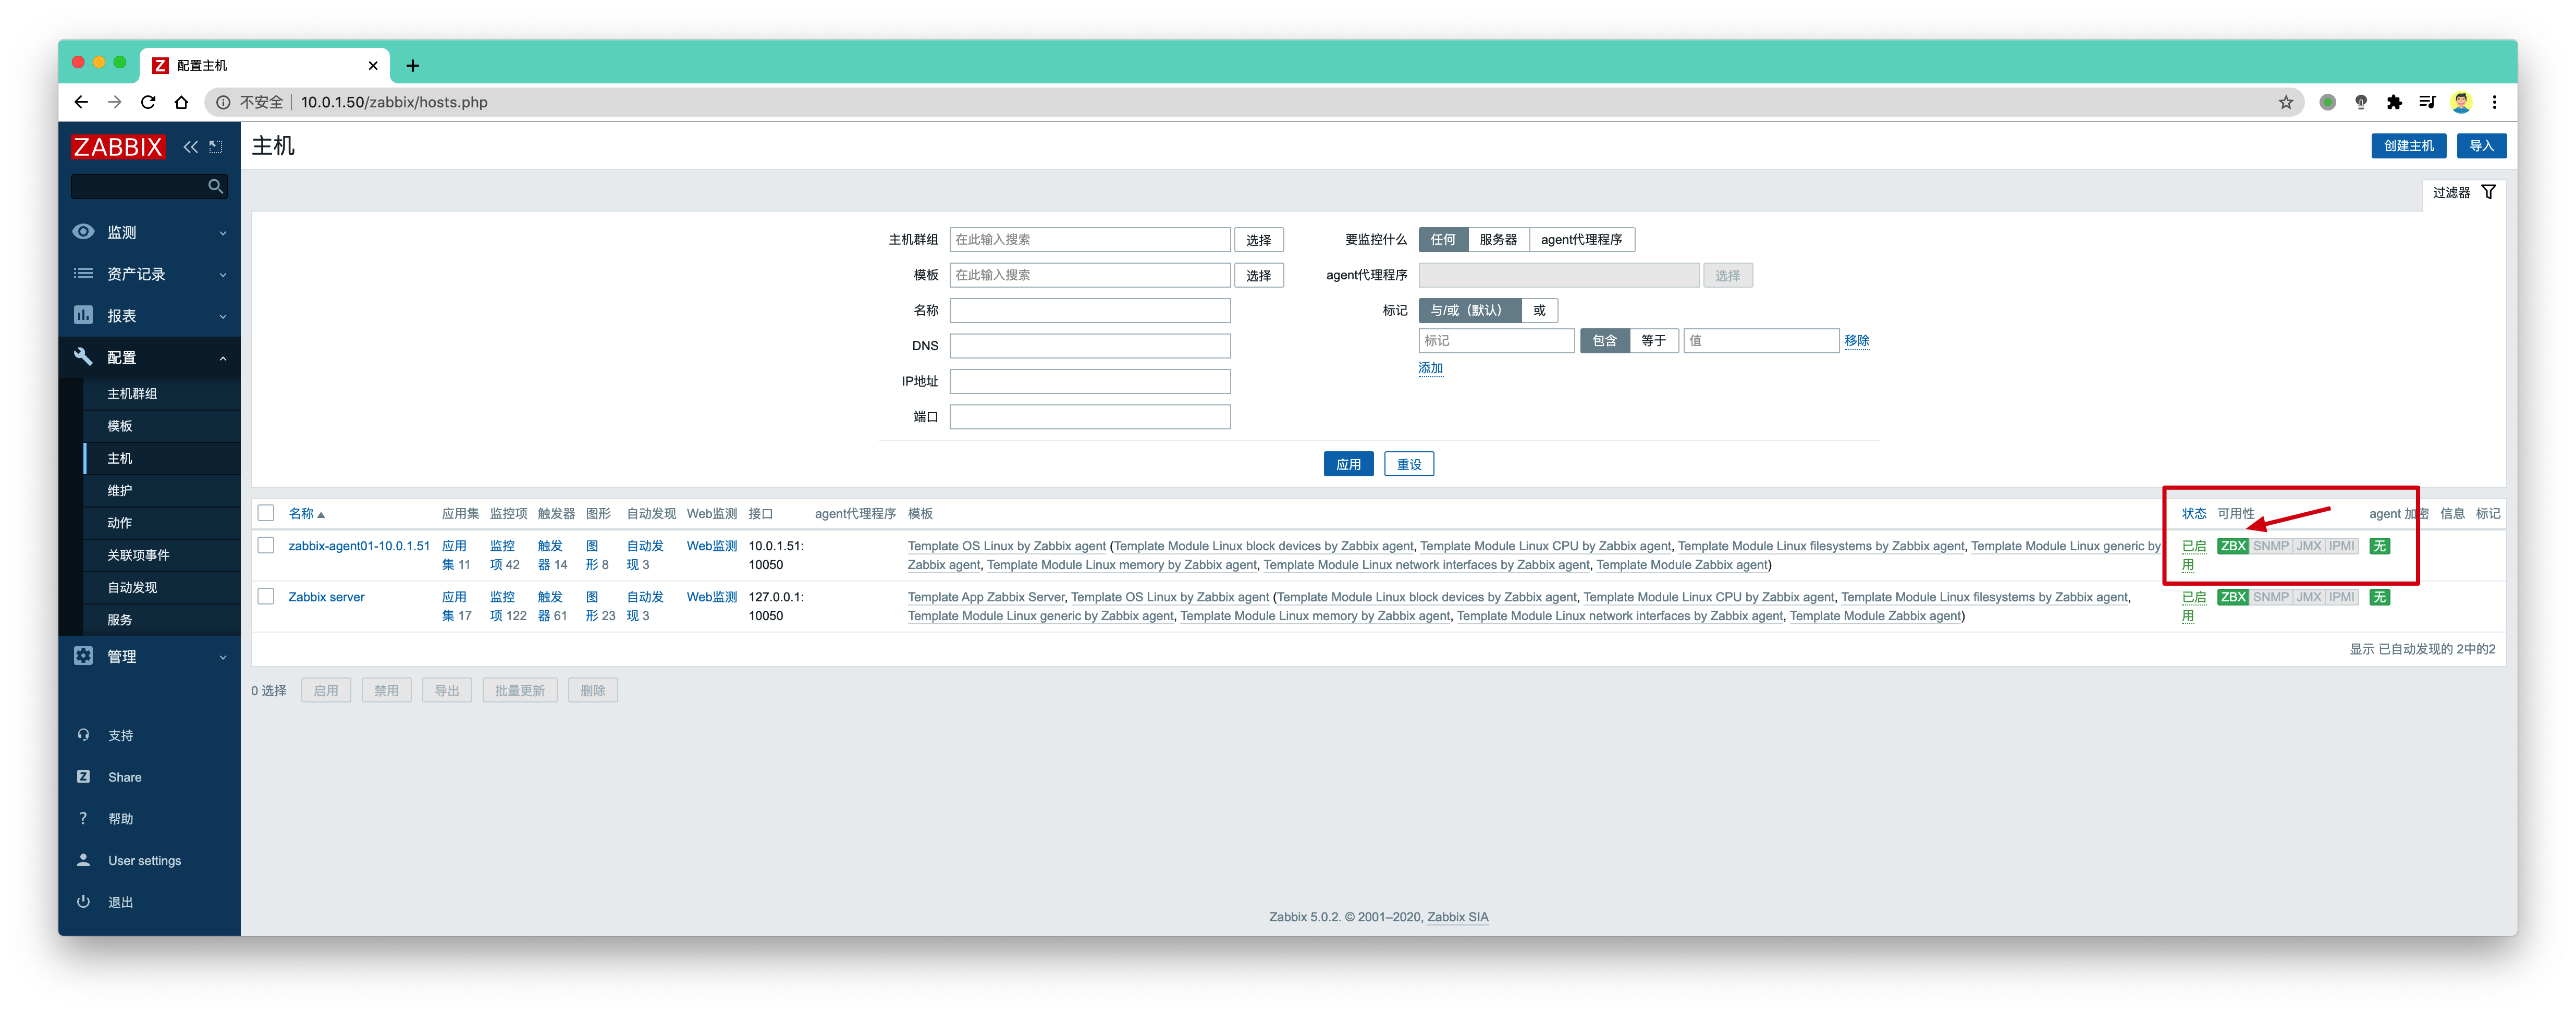 配置主机
不安全 10.0.1.50/zabbix/hosts.php
ZABBIX
监测
资产记录
报表
配置
主机群组
模板
主机
维护
动作
关联项事件
自动发现
服务
管理
支持
Share
帮助
User settings
退出
主机
创建主机 导入
过滤器
主机群组 在此输入搜索 选择
模板 在此输入搜索 选择
名称
DNS
IP地址
端口
要监控什么 任何 服务器 agent代理程序
agent代理程序 选择
标记 与/或（默认） 或
标记 包含 等于 值 移除
添加
应用 重设
名称 应用集 监控项 触发器 图形 自动发现 Web监测 接口 agent代理程序 模板 状态 可用性 agent 加密 信息 标记
zabbix-agent01-10.0.1.51 应用 监控 触发 图 自动发 Web监测 10.0.1.51: Template OS Linux by Zabbix agent (Template Module Linux block devices by Zabbix agent, Template Module Linux CPU by Zabbix agent, Template Module Linux filesystems by Zabbix agent, Template Module Linux generic by 已启 ZBX SNMP JMX IPMI 无
集 11 项 42 器 14 形 8 现 3 10050 Zabbix agent, Template Module Linux memory by Zabbix agent, Template Module Linux network interfaces by Zabbix agent, Template Module Zabbix agent) 用
Zabbix server 应用 监控 触发 图 自动发 Web监测 127.0.0.1: Template App Zabbix Server, Template OS Linux by Zabbix agent (Template Module Linux block devices by Zabbix agent, Template Module Linux CPU by Zabbix agent, Template Module Linux filesystems by Zabbix agent, 已启 ZBX SNMP JMX IPMI 无
集 17 项 122 器 61 形 23 现 3 10050 Template Module Linux generic by Zabbix agent, Template Module Linux memory by Zabbix agent, Template Module Linux network interfaces by Zabbix agent, Template Module Zabbix agent) 用
显示 已自动发现的 2中的2
0 选择 启用 禁用 导出 批量更新 删除
Zabbix 5.0.2. © 2001–2020, Zabbix SIA